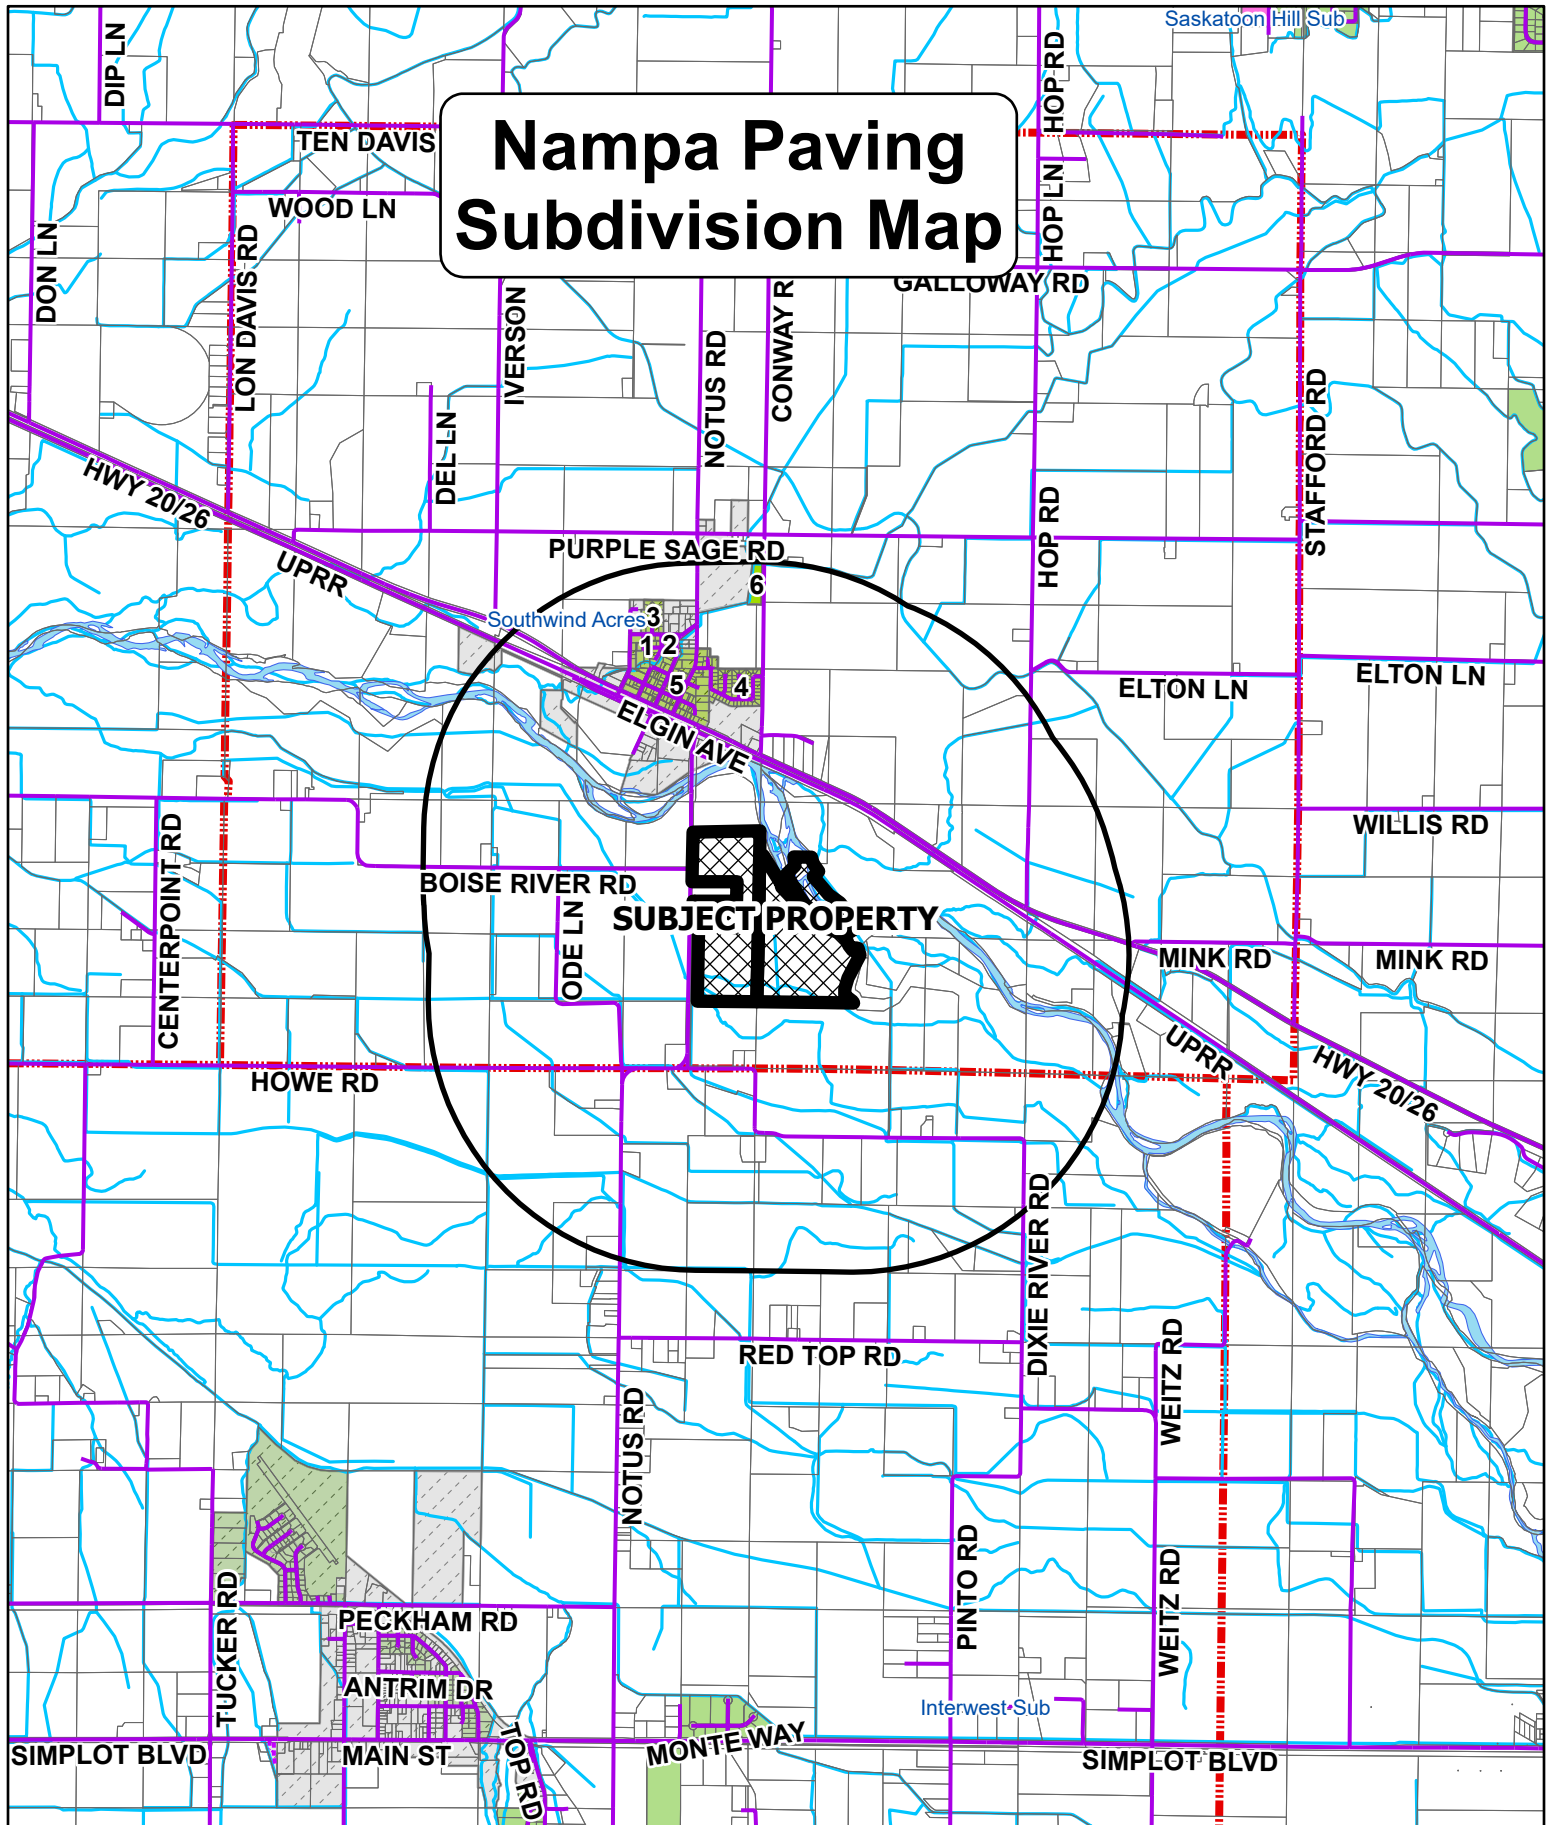 Saskatoon Hill Sub
DIP LN
HOP RD
Nampa Paving
Subdivision Map
TEN DAVIS
WOOD LN
HOP LN
DON LN
LON DAVIS RD
GALLOWAY RD
IVERSON
NOTUS RD
CONWAY R
STAFFORD RD
DEL LN
HWY 20/26
HOP RD
PURPLE SAGE RD
UPRR
6
Southwind Acres
3
1
2
5
4
ELTON LN
ELTON LN
ELGIN AVE
WILLIS RD
CENTERPOINT RD
BOISE RIVER RD
SUBJECT PROPERTY
ODE LN
MINK RD
MINK RD
UPRR
HWY 20/26
HOWE RD
DIXIE RIVER RD
RED TOP RD
WEITZ RD
NOTUS RD
PINTO RD
WEITZ RD
TUCKER RD
PECKHAM RD
ANTRIM DR
Interwest Sub
TOP RD
MONTE WAY
SIMPLOT BLVD
MAIN ST
SIMPLOT BLVD